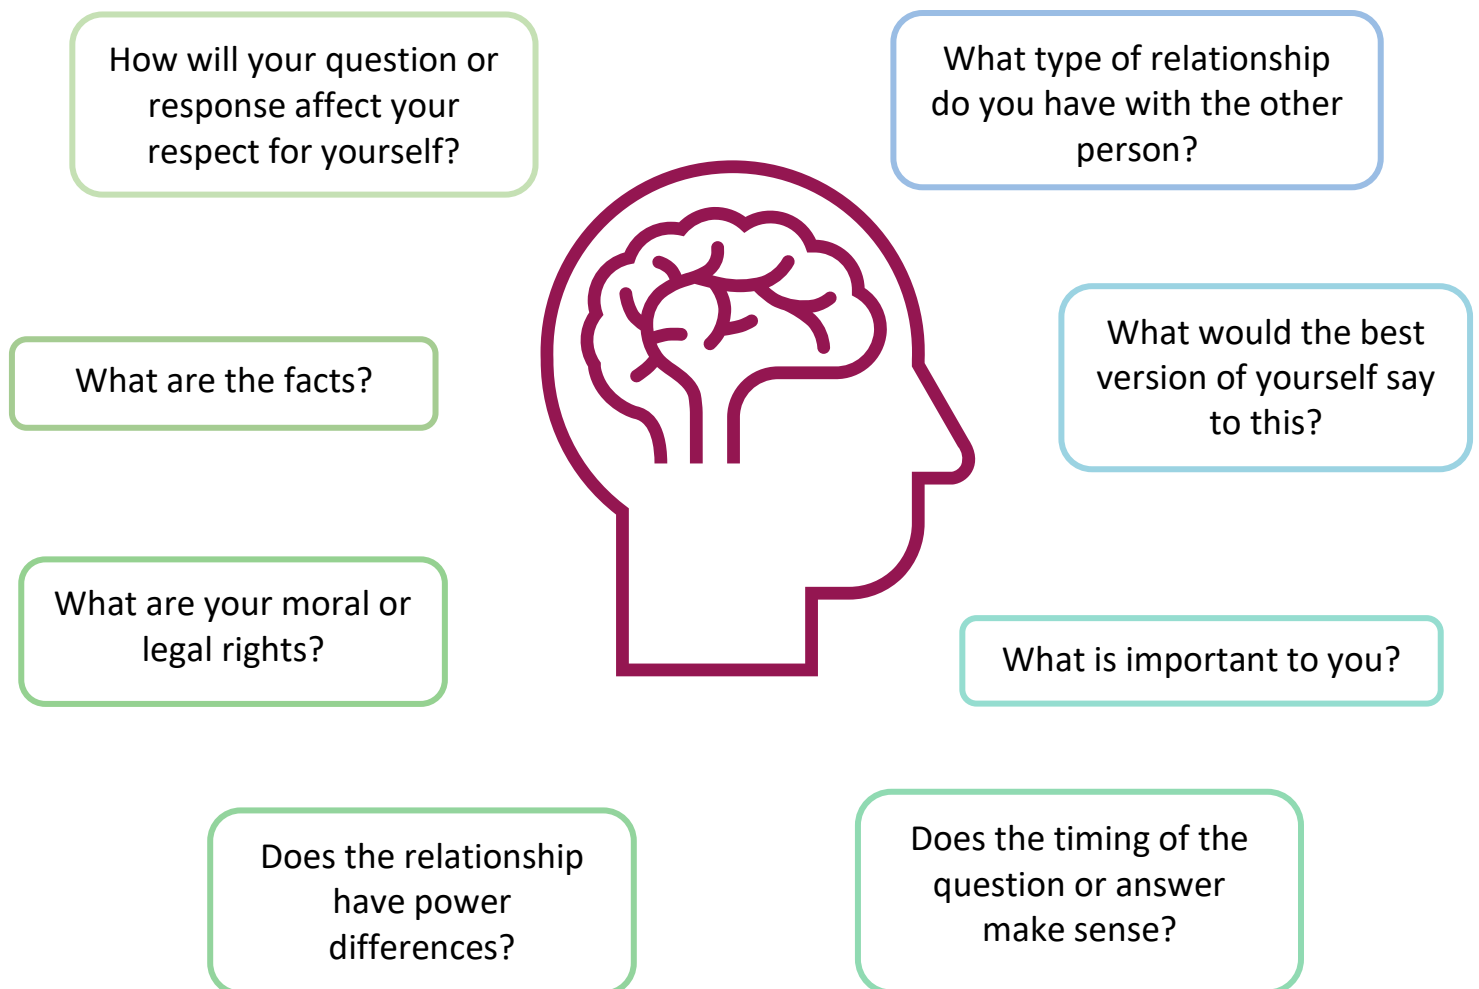 How will your question or
response affect your
respect for yourself?
What type of relationship
do you have with the other
person?
What are the facts?
What would the best
version of yourself say
to this?
What are your moral or
legal rights?
What is important to you?
Does the relationship
have power
differences?
Does the timing of the
question or answer
make sense?